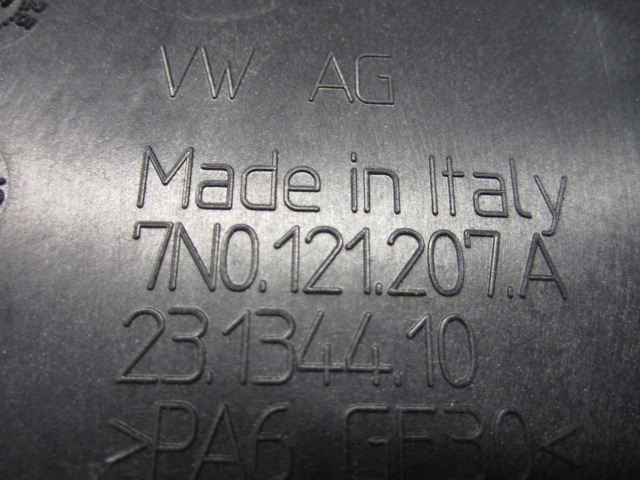 VW AG
Made in Italy
7N0.121.207.A
23.1344.10
>PA6 GF30<